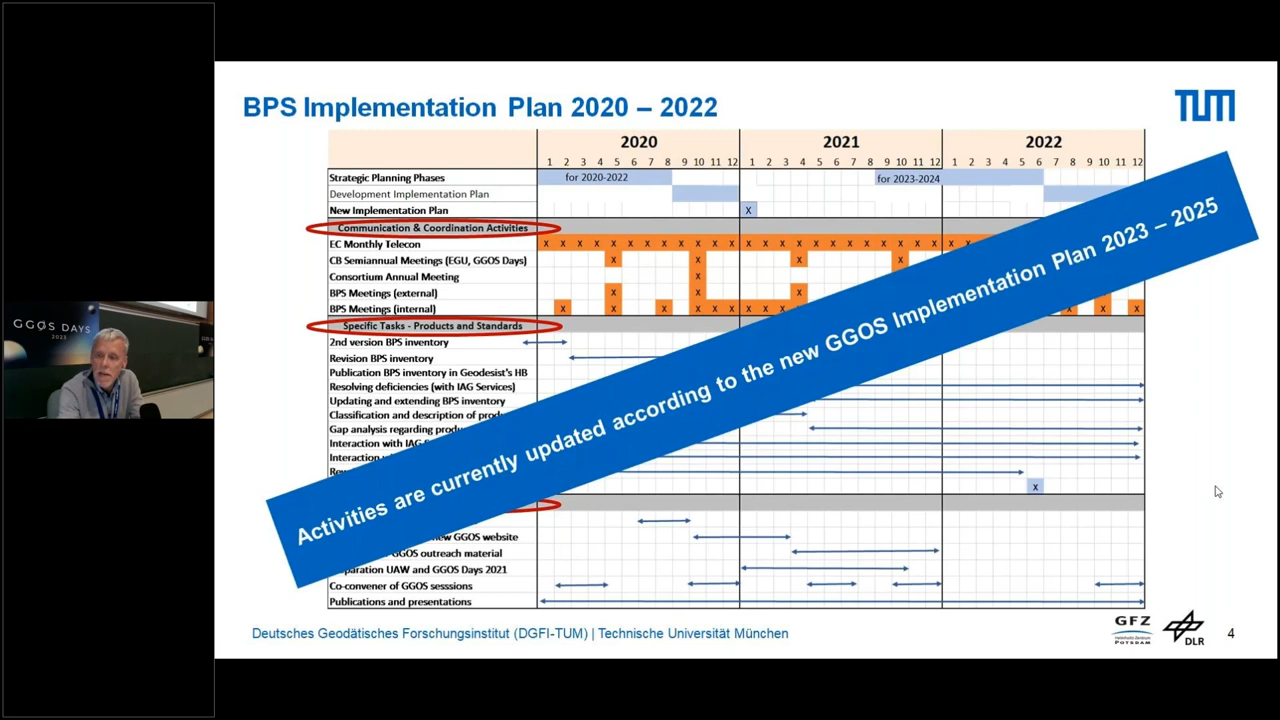 BPS Implementation Plan 2020 – 2022
TUM
2020 2021 2022
1 2 3 4 5 6 7 8 9 10 11 12 1 2 3 4 5 6 7 8 9 10 11 12 1 2 3 4 5 6 7 8 9 10 11 12
Strategic Planning Phases for 2020-2022 for 2023-2024
Development Implementation Plan
New Implementation Plan x
Communication & Coordination Activities
EC Monthly Telecon x x x x x x x x x x x x x x x x x x x x x x x x x x
CB Semiannual Meetings (EGU, GGOS Days) x x x x
Consortium Annual Meeting x
BPS Meetings (external) x x x
BPS Meetings (internal) x x x x x x x x x x x x
Specific Tasks - Products and Standards
2nd version BPS inventory
Revision BPS inventory
Publication BPS inventory in Geodesist's HB
Resolving deficiencies (with IAG Services)
Updating and extending BPS inventory
Classification and description of
Gap analysis regarding
Interaction with IAG
Interaction
x
GGOS website
GGOS outreach material
UAW and GGOS Days 2021
Co-convener of GGOS sesssions
Publications and presentations
Activities are currently updated according to the new GGOS Implementation Plan 2023 – 2025
GGOS DAYS
2023
Deutsches Geodätisches Forschungsinstitut (DGFI-TUM) | Technische Universität München
GFZ
Helmholtz Zentrum
POTSDAM
DLR
4